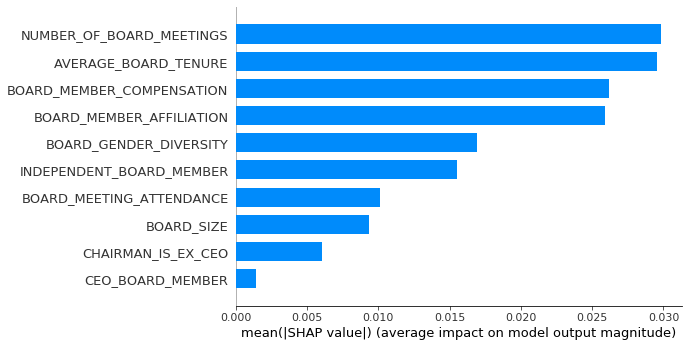 NUMBER_OF_BOARD_MEETINGS
AVERAGE_BOARD_TENURE
BOARD_MEMBER_COMPENSATION
BOARD_MEMBER_AFFILIATION
BOARD_GENDER_DIVERSITY
INDEPENDENT_BOARD_MEMBER
BOARD_MEETING_ATTENDANCE
BOARD_SIZE
CHAIRMAN_IS_EX_CEO
CEO_BOARD_MEMBER
0.000 0.005 0.010 0.015 0.020 0.025 0.030
mean(|SHAP value|) (average impact on model output magnitude)